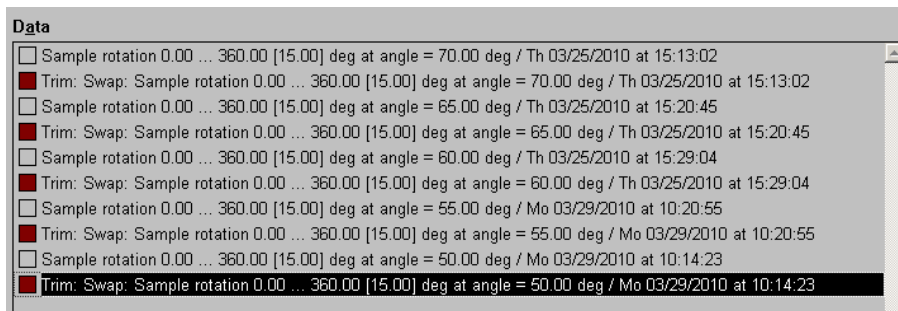 Data
Sample rotation 0.00 ... 360.00 [15.00] deg at angle = 70.00 deg / Th 03/25/2010 at 15:13:02
Trim: Swap: Sample rotation 0.00 ... 360.00 [15.00] deg at angle = 70.00 deg / Th 03/25/2010 at 15:13:02
Sample rotation 0.00 ... 360.00 [15.00] deg at angle = 65.00 deg / Th 03/25/2010 at 15:20:45
Trim: Swap: Sample rotation 0.00 ... 360.00 [15.00] deg at angle = 65.00 deg / Th 03/25/2010 at 15:20:45
Sample rotation 0.00 ... 360.00 [15.00] deg at angle = 60.00 deg / Th 03/25/2010 at 15:29:04
Trim: Swap: Sample rotation 0.00 ... 360.00 [15.00] deg at angle = 60.00 deg / Th 03/25/2010 at 15:29:04
Sample rotation 0.00 ... 360.00 [15.00] deg at angle = 55.00 deg / Mo 03/29/2010 at 10:20:55
Trim: Swap: Sample rotation 0.00 ... 360.00 [15.00] deg at angle = 55.00 deg / Mo 03/29/2010 at 10:20:55
Sample rotation 0.00 ... 360.00 [15.00] deg at angle = 50.00 deg / Mo 03/29/2010 at 10:14:23
Trim: Swap: Sample rotation 0.00 ... 360.00 [15.00] deg at angle = 50.00 deg / Mo 03/29/2010 at 10:14:23